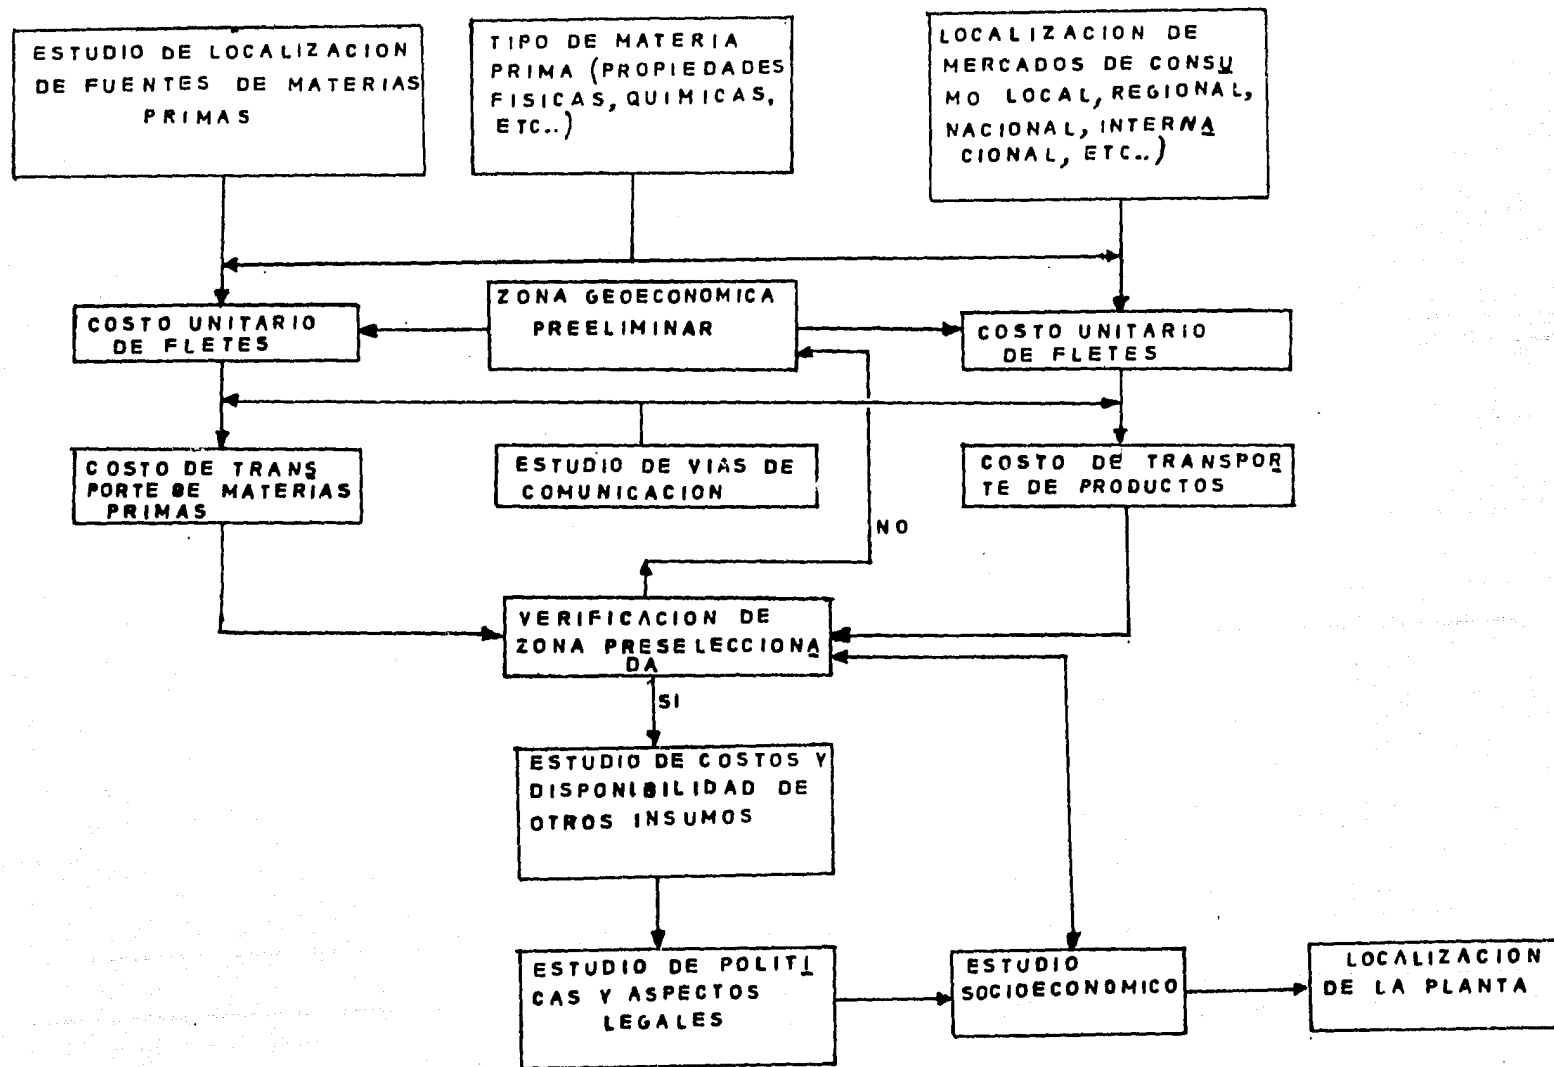 ESTUDIO DE LOCALIZACION
DE FUENTES DE MATERIAS
PRIMAS
TIPO DE MATERIA
PRIMA (PROPIEDADES
FISICAS, QUIMICAS,
ETC..)
LOCALIZACION DE
MERCADOS DE CONSU
MO LOCAL, REGIONAL,
NACIONAL, INTERNA
CIONAL, ETC..)
COSTO UNITARIO
DE FLETES
ZONA GEOECONOMICA
PREELIMINAR
COSTO UNITARIO
DE FLETES
COSTO DE TRANS
PORTE DE MATERIAS
PRIMAS
ESTUDIO DE VIAS DE
COMUNICACION
COSTO DE TRANSPOR
TE DE PRODUCTOS
NO
VERIFICACION DE
ZONA PRESELECCIONA
DA
SI
ESTUDIO DE COSTOS Y
DISPONIBILIDAD DE
OTROS INSUMOS
ESTUDIO DE POLITI
CAS Y ASPECTOS
LEGALES
ESTUDIO
SOCIOECONOMICO
LOCALIZACION
DE LA PLANTA